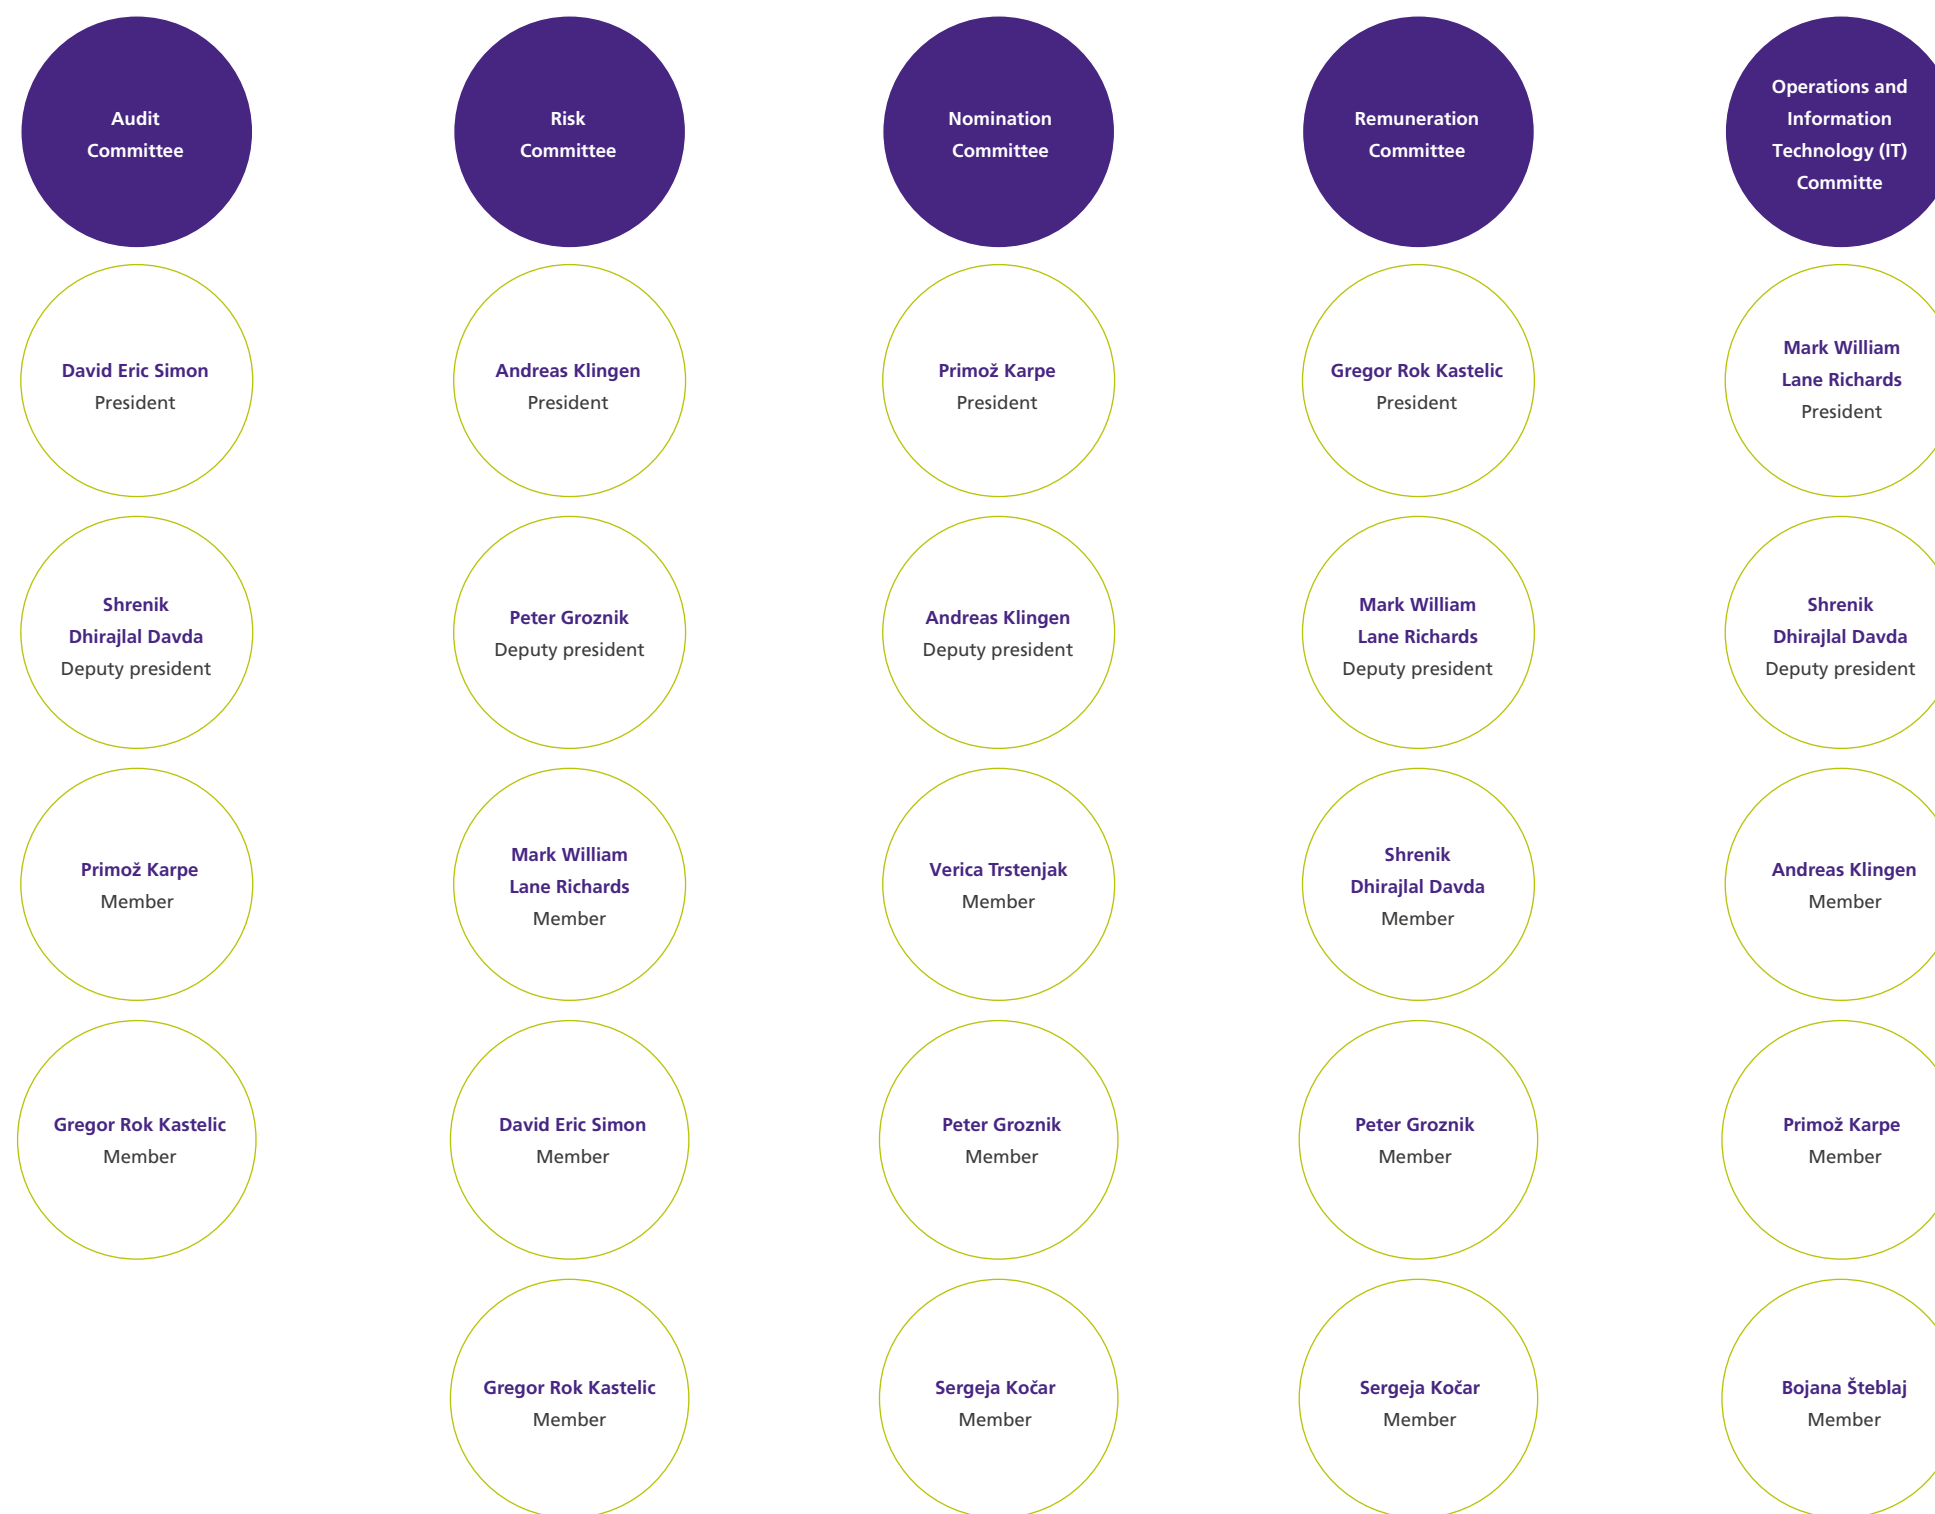 Audit
Committee
David Eric Simon
President
Shrenik
Dhirajlal Davda
Deputy president
Primož Karpe
Member
Gregor Rok Kastelic
Member
Risk
Committee
Andreas Klingen
President
Peter Groznik
Deputy president
Mark William
Lane Richards
Member
David Eric Simon
Member
Gregor Rok Kastelic
Member
Nomination
Committee
Primož Karpe
President
Andreas Klingen
Deputy president
Verica Trstenjak
Member
Peter Groznik
Member
Sergeja Kočar
Member
Remuneration
Committee
Gregor Rok Kastelic
President
Mark William
Lane Richards
Deputy president
Shrenik
Dhirajlal Davda
Member
Peter Groznik
Member
Sergeja Kočar
Member
Operations and
Information
Technology (IT)
Committe
Mark William
Lane Richards
President
Shrenik
Dhirajlal Davda
Deputy president
Andreas Klingen
Member
Primož Karpe
Member
Bojana Šteblaj
Member